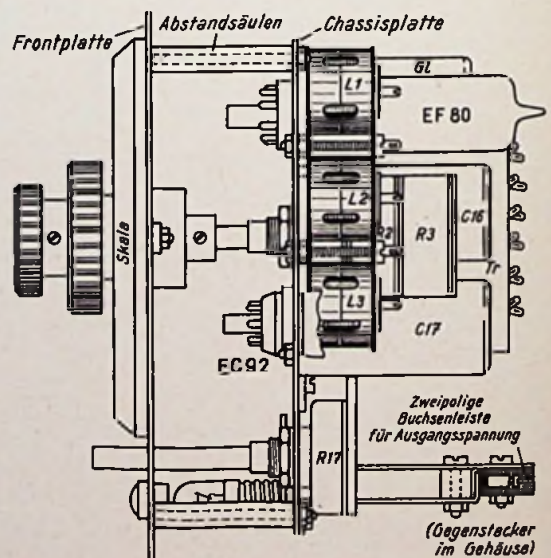 Frontplatte
Abstandsäulen
Chassisplatte
Skala
L1
Gl
EF 80
L2
R2
R3
C16
Tr
L3
C17
EC92
R17
Zweipolige
Buchsenleiste
für Ausgangsspannung
(Gegenstecker
im Gehäuse)